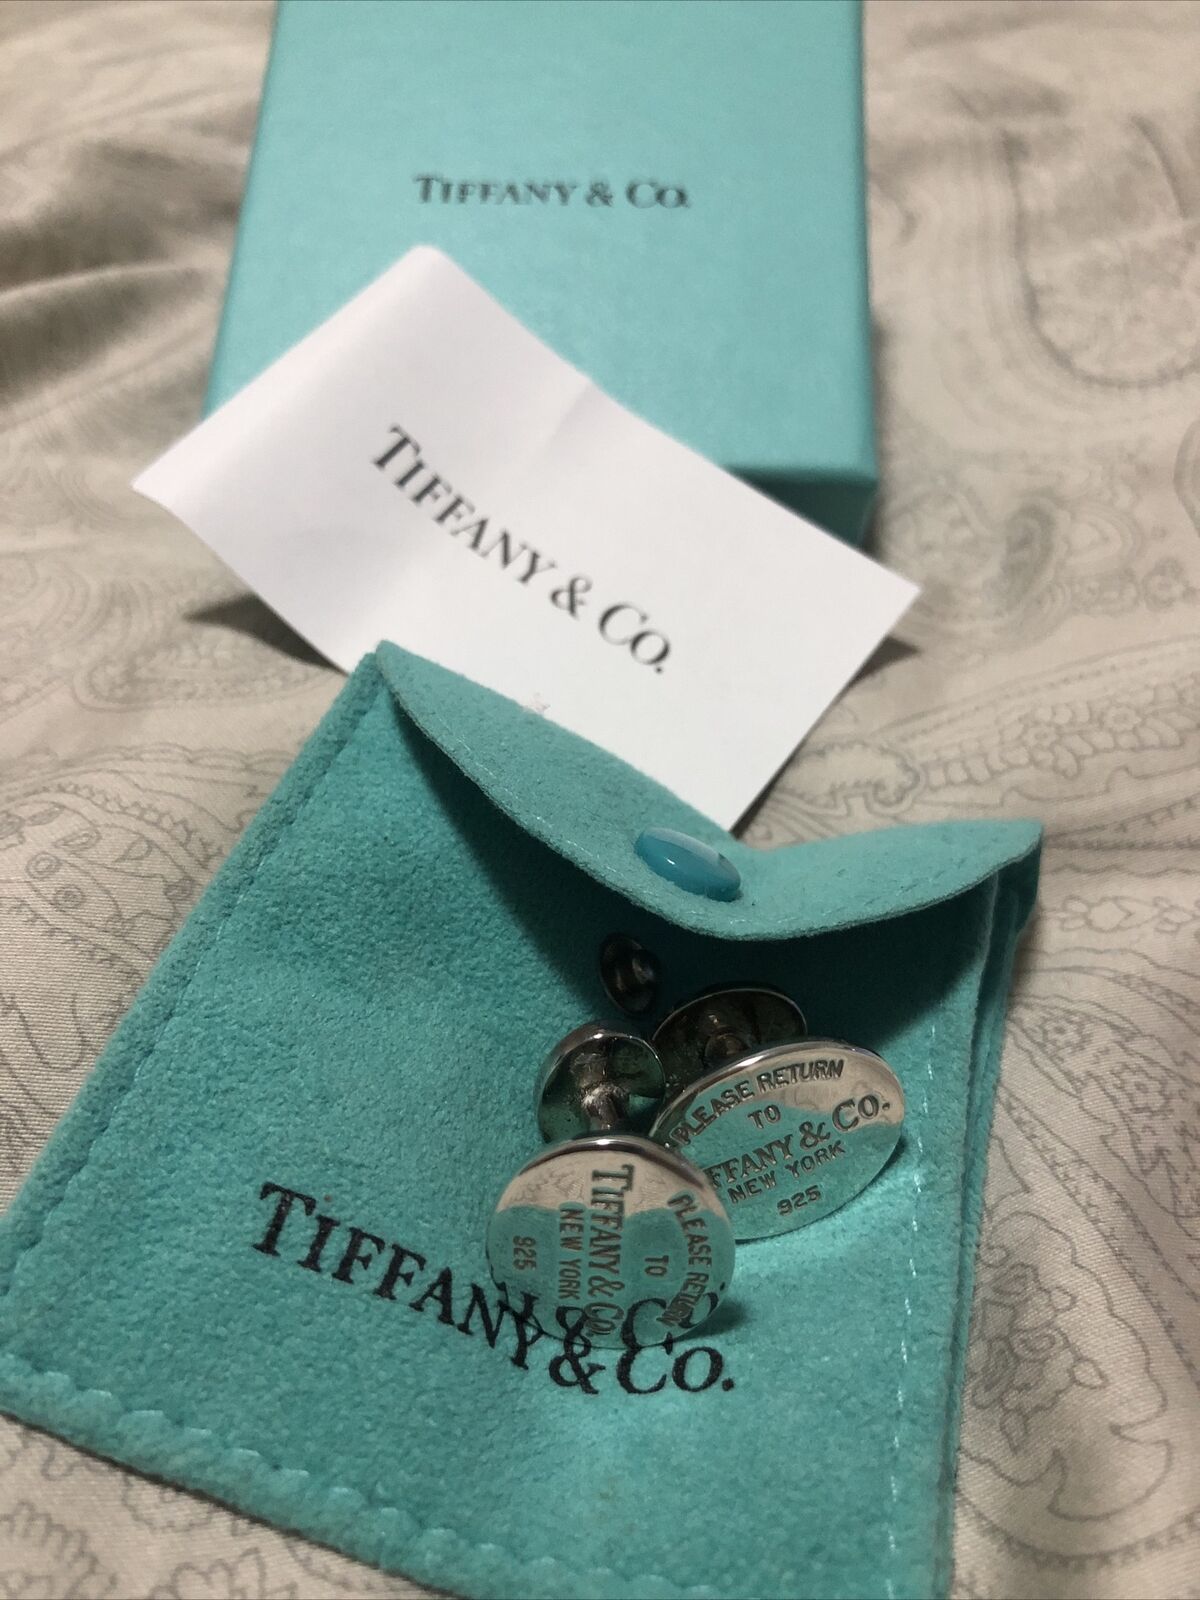 TIFFANY & CO.
TIFFANY & CO.
PLEASE RETURN
TO
TIFFANY & CO.
NEW YORK
925
PLEASE RETURN
TO
TIFFANY & CO.
NEW YORK
925
TIFFANY & CO.